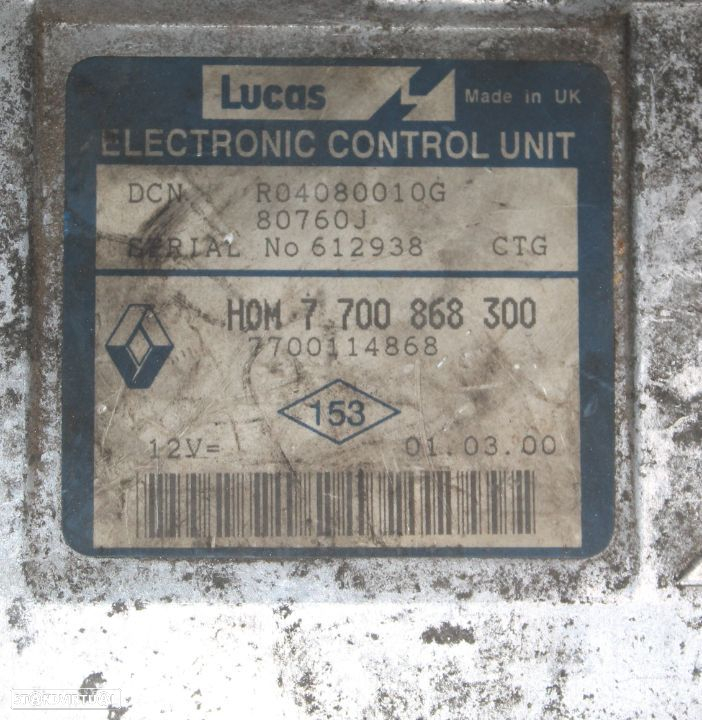 Lucas
Made in UK
ELECTRONIC CONTROL UNIT
DCN. R04080010G
80760J
SERIAL No 612938 CTG
HOM 7 700 868 300
7700114868
153
12V= 01.03.00